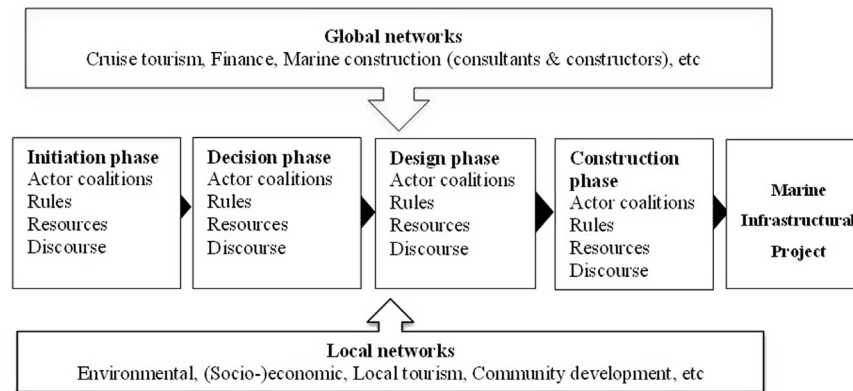 Global networks
Cruise tourism, Finance, Marine construction (consultants & constructors), etc
Initiation phase
Actor coalitions
Rules
Resources
Discourse
Decision phase
Actor coalitions
Rules
Resources
Discourse
Design phase
Actor coalitions
Rules
Resources
Discourse
Construction
phase
Actor coalitions
Rules
Resources
Discourse
Marine
Infrastructural
Project
Local networks
Environmental, (Socio-)economic, Local tourism, Community development, etc